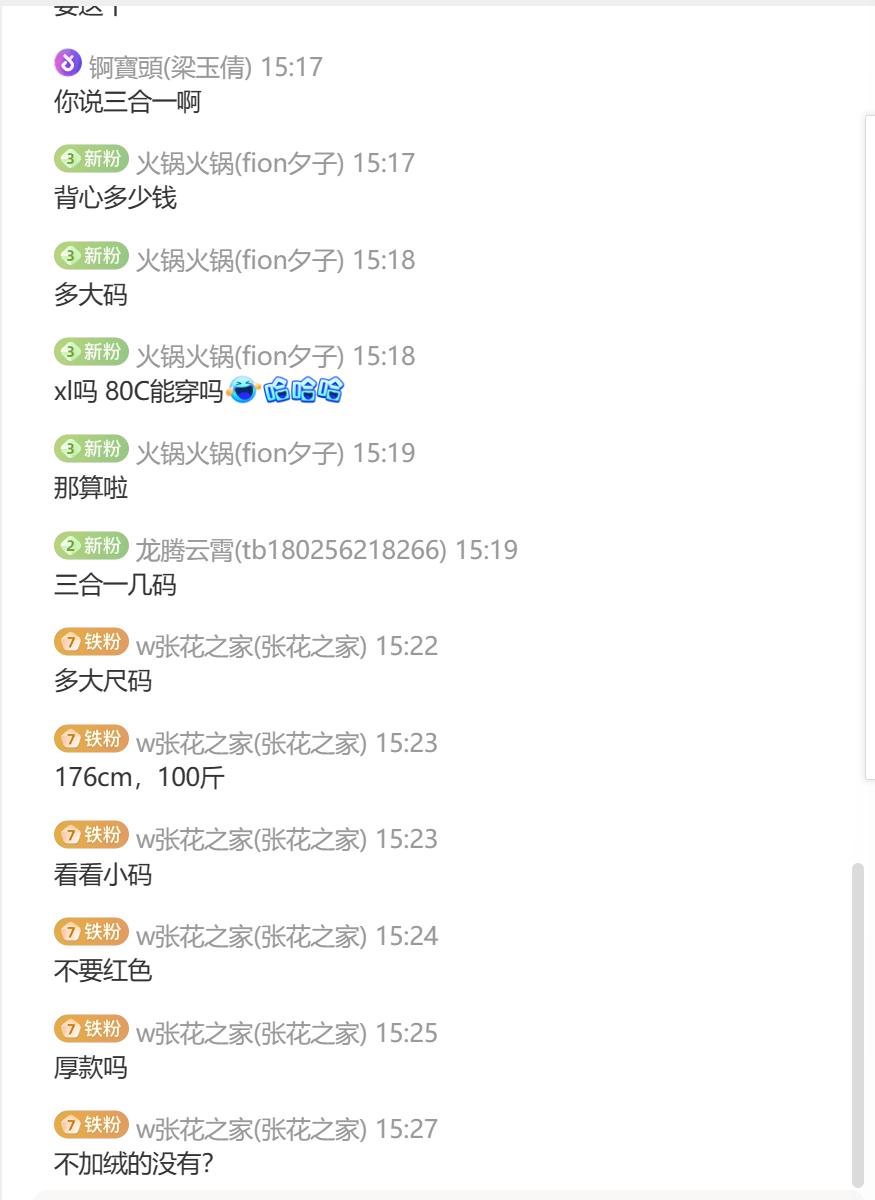 要这个
锕寶頭(梁玉倩) 15:17
你说三合一啊
3 新粉 火锅火锅(fion夕子) 15:17
背心多少钱
3 新粉 火锅火锅(fion夕子) 15:18
多大码
3 新粉 火锅火锅(fion夕子) 15:18
xl吗 80C能穿吗哈哈哈
3 新粉 火锅火锅(fion夕子) 15:19
那算啦
2 新粉 龙腾云霄(tb180256218266) 15:19
三合一几码
7 铁粉 w张花之家(张花之家) 15:22
多大尺码
7 铁粉 w张花之家(张花之家) 15:23
176cm，100斤
7 铁粉 w张花之家(张花之家) 15:23
看看小码
7 铁粉 w张花之家(张花之家) 15:24
不要红色
7 铁粉 w张花之家(张花之家) 15:25
厚款吗
7 铁粉 w张花之家(张花之家) 15:27
不加绒的没有?